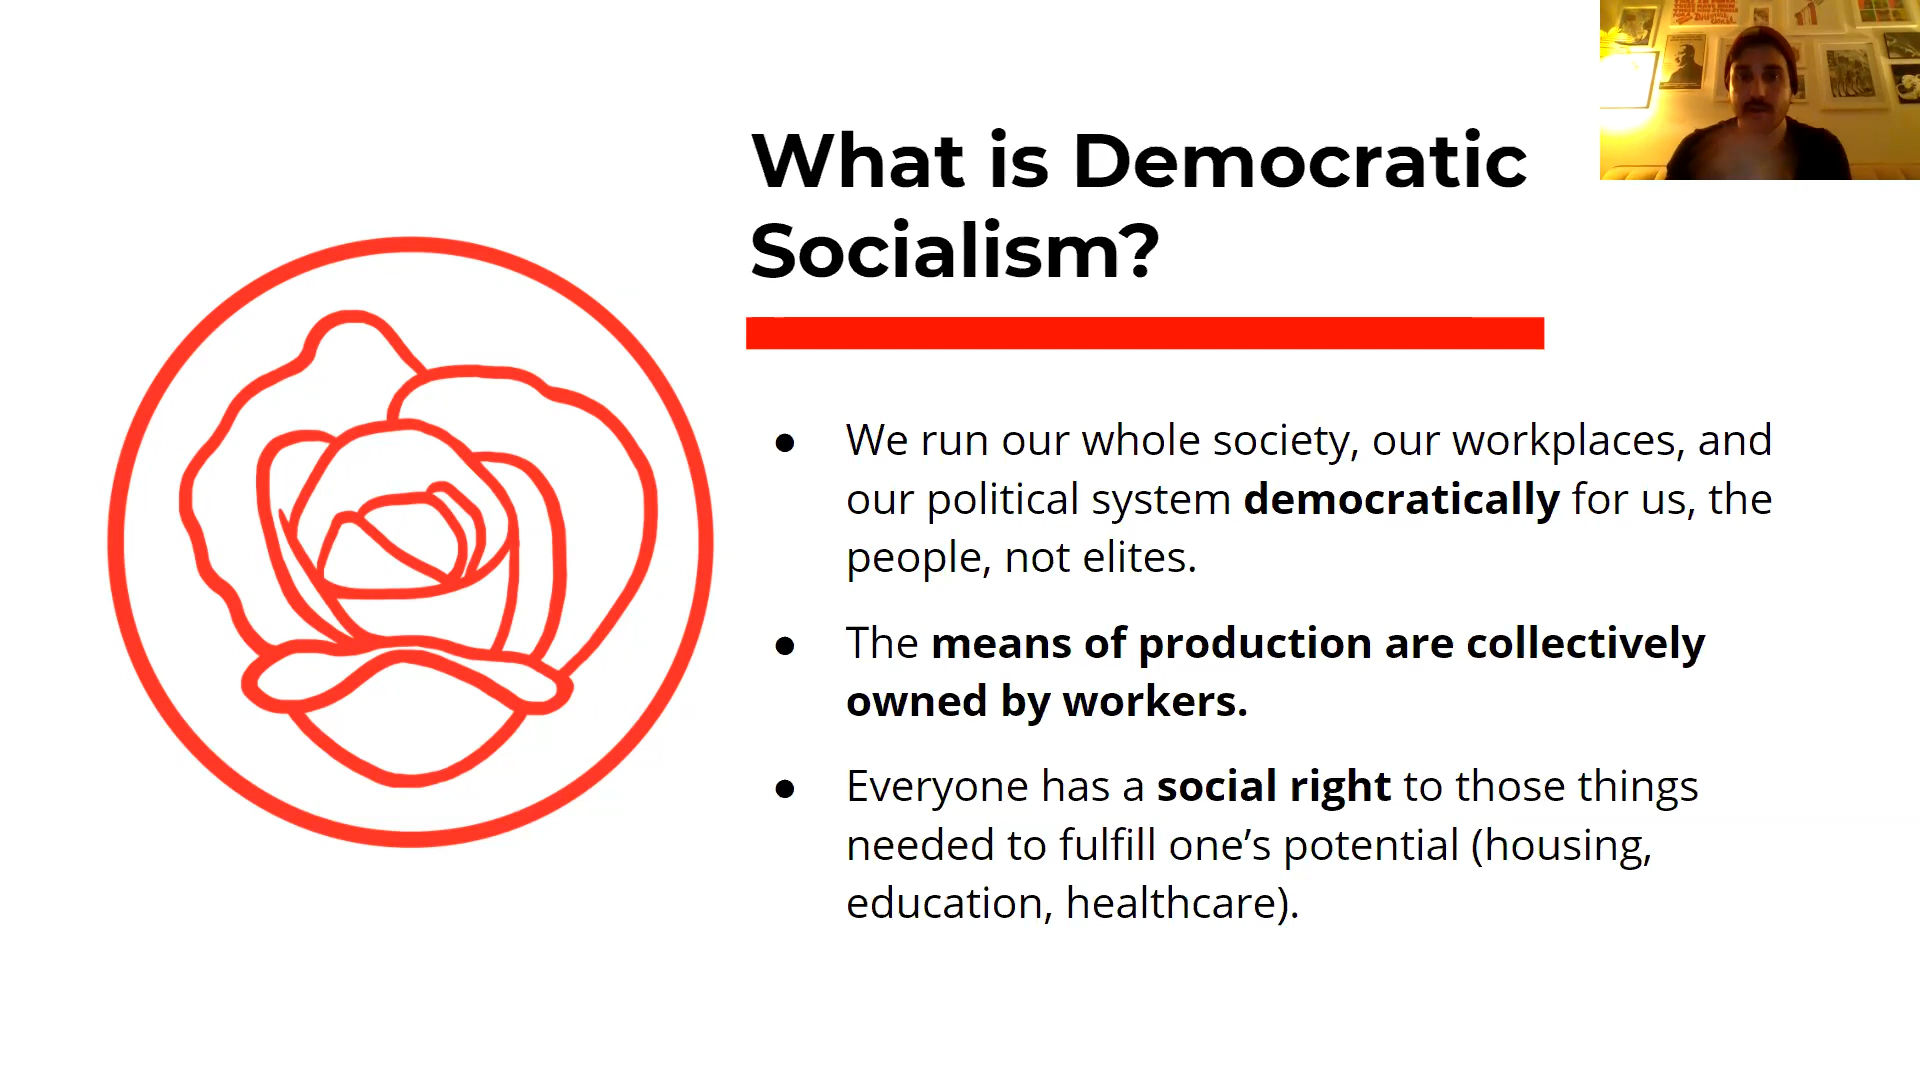 What is Democratic
Socialism?
● We run our whole society, our workplaces, and
our political system democratically for us, the
people, not elites.
● The means of production are collectively
owned by workers.
● Everyone has a social right to those things
needed to fulfill one’s potential (housing,
education, healthcare).